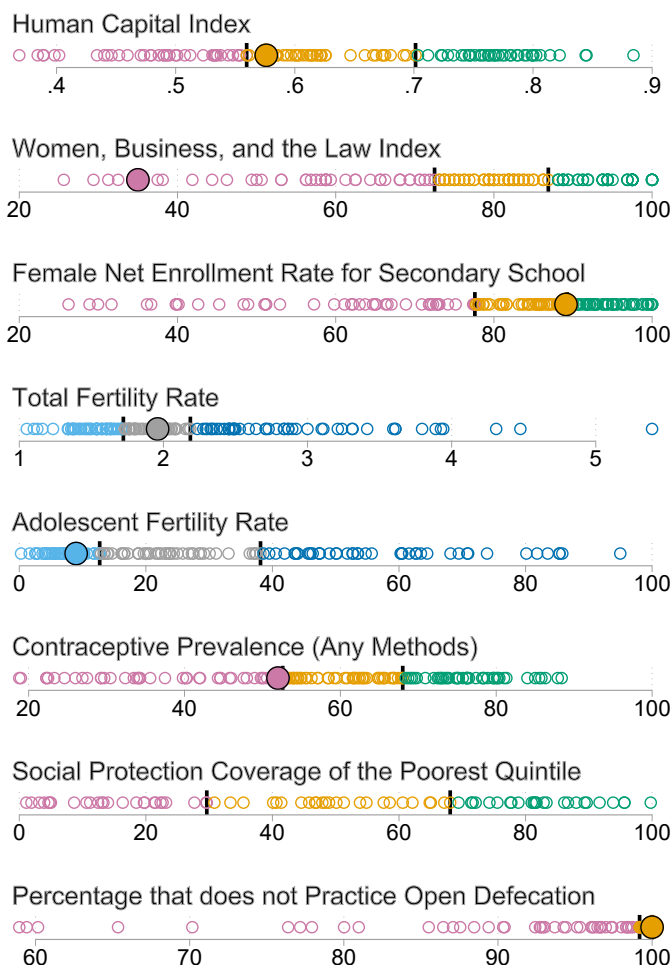 Human Capital Index
.4 .5 .6 .7 .8 .9
Women, Business, and the Law Index
20 40 60 80 100
Female Net Enrollment Rate for Secondary School
20 40 60 80 100
Total Fertility Rate
1 2 3 4 5
Adolescent Fertility Rate
0 20 40 60 80 100
Contraceptive Prevalence (Any Methods)
20 40 60 80 100
Social Protection Coverage of the Poorest Quintile
0 20 40 60 80 100
Percentage that does not Practice Open Defecation
60 70 80 90 100